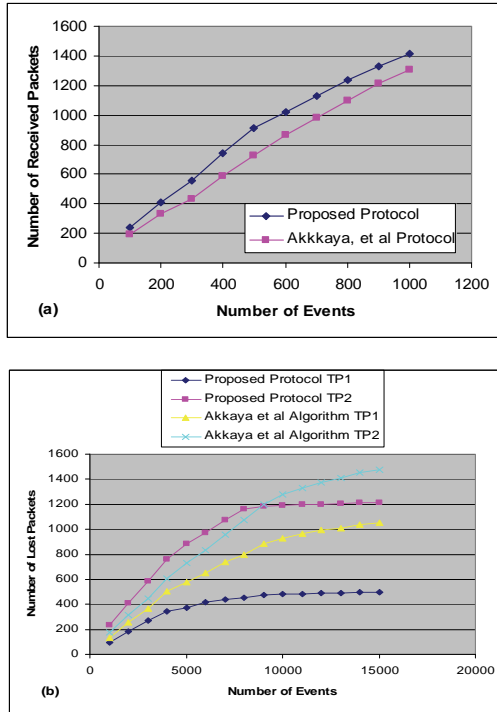 1600
1400
1200
1000
800
600
400
200
0
Number of Received Packets
Proposed Protocol
Akkkaya, et al Protocol
0 200 400 600 800 1000 1200
Number of Events
(a)
Proposed Protocol TP1
Proposed Protocol TP2
Akkaya et al Algorithm TP1
Akkaya et al Algorithm TP2
1600
1400
1200
1000
800
600
400
200
0
Number of Lost Packets
0 5000 10000 15000 20000
Number of Events
(b)